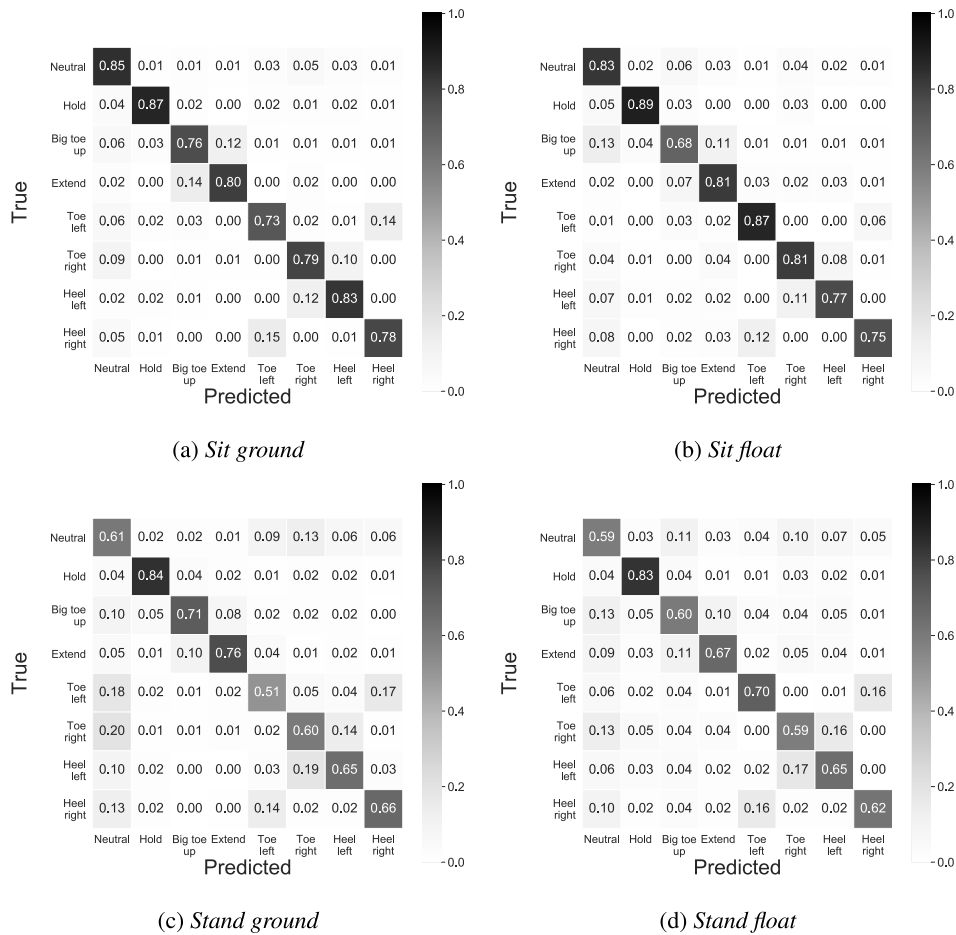 1.0
Neutral 0.85 0.01 0.01 0.01 0.03 0.05 0.03 0.01
Hold 0.04 0.87 0.02 0.00 0.02 0.01 0.02 0.01
0.8
Big toe
up 0.06 0.03 0.76 0.12 0.01 0.01 0.01 0.01
Extend 0.02 0.00 0.14 0.80 0.00 0.02 0.00 0.00
0.6
True
Toe
left 0.06 0.02 0.03 0.00 0.73 0.02 0.01 0.14
0.4
Toe
right 0.09 0.00 0.01 0.01 0.00 0.79 0.10 0.00
Heel
left 0.02 0.02 0.01 0.00 0.00 0.12 0.83 0.00
0.2
Heel
right 0.05 0.01 0.00 0.00 0.15 0.00 0.01 0.78
0.0
Neutral Hold Big toe up Extend Toe left Toe right Heel left Heel right
Predicted
(a) Sit ground
1.0
Neutral 0.83 0.02 0.06 0.03 0.01 0.04 0.02 0.01
Hold 0.05 0.89 0.03 0.00 0.00 0.03 0.00 0.00
0.8
Big toe
up 0.13 0.04 0.68 0.11 0.01 0.01 0.01 0.01
Extend 0.02 0.00 0.07 0.81 0.03 0.02 0.03 0.01
0.6
True
Toe
left 0.01 0.00 0.03 0.02 0.87 0.00 0.00 0.06
0.4
Toe
right 0.04 0.01 0.00 0.04 0.00 0.81 0.08 0.01
Heel
left 0.07 0.01 0.02 0.02 0.00 0.11 0.77 0.00
0.2
Heel
right 0.08 0.00 0.02 0.03 0.12 0.00 0.00 0.75
0.0
Neutral Hold Big toe up Extend Toe left Toe right Heel left Heel right
Predicted
(b) Sit float
1.0
Neutral 0.61 0.02 0.02 0.01 0.09 0.13 0.06 0.06
Hold 0.04 0.84 0.04 0.02 0.01 0.02 0.02 0.01
0.8
Big toe
up 0.10 0.05 0.71 0.08 0.02 0.02 0.02 0.00
Extend 0.05 0.01 0.10 0.76 0.04 0.01 0.02 0.01
0.6
True
Toe
left 0.18 0.02 0.01 0.02 0.51 0.05 0.04 0.17
0.4
Toe
right 0.20 0.01 0.01 0.01 0.02 0.60 0.14 0.01
Heel
left 0.10 0.02 0.00 0.00 0.03 0.19 0.65 0.03
0.2
Heel
right 0.13 0.02 0.00 0.00 0.14 0.02 0.02 0.66
0.0
Neutral Hold Big toe up Extend Toe left Toe right Heel left Heel right
Predicted
(c) Stand ground
1.0
Neutral 0.59 0.03 0.11 0.03 0.04 0.10 0.07 0.05
Hold 0.04 0.83 0.04 0.01 0.01 0.03 0.02 0.01
0.8
Big toe
up 0.13 0.05 0.60 0.10 0.04 0.04 0.05 0.01
Extend 0.09 0.03 0.11 0.67 0.02 0.05 0.04 0.01
0.6
True
Toe
left 0.06 0.02 0.04 0.01 0.70 0.00 0.01 0.16
0.4
Toe
right 0.13 0.05 0.04 0.04 0.00 0.59 0.16 0.00
Heel
left 0.06 0.03 0.04 0.02 0.02 0.17 0.65 0.00
0.2
Heel
right 0.10 0.02 0.04 0.02 0.16 0.02 0.02 0.62
0.0
Neutral Hold Big toe up Extend Toe left Toe right Heel left Heel right
Predicted
(d) Stand float